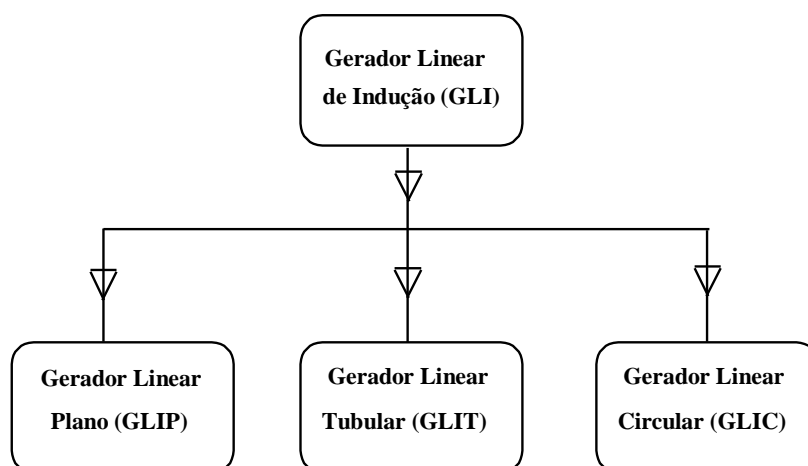 Gerador Linear
de Indução (GLI)
Gerador Linear
Plano (GLIP)
Gerador Linear
Tubular (GLIT)
Gerador Linear
Circular (GLIC)